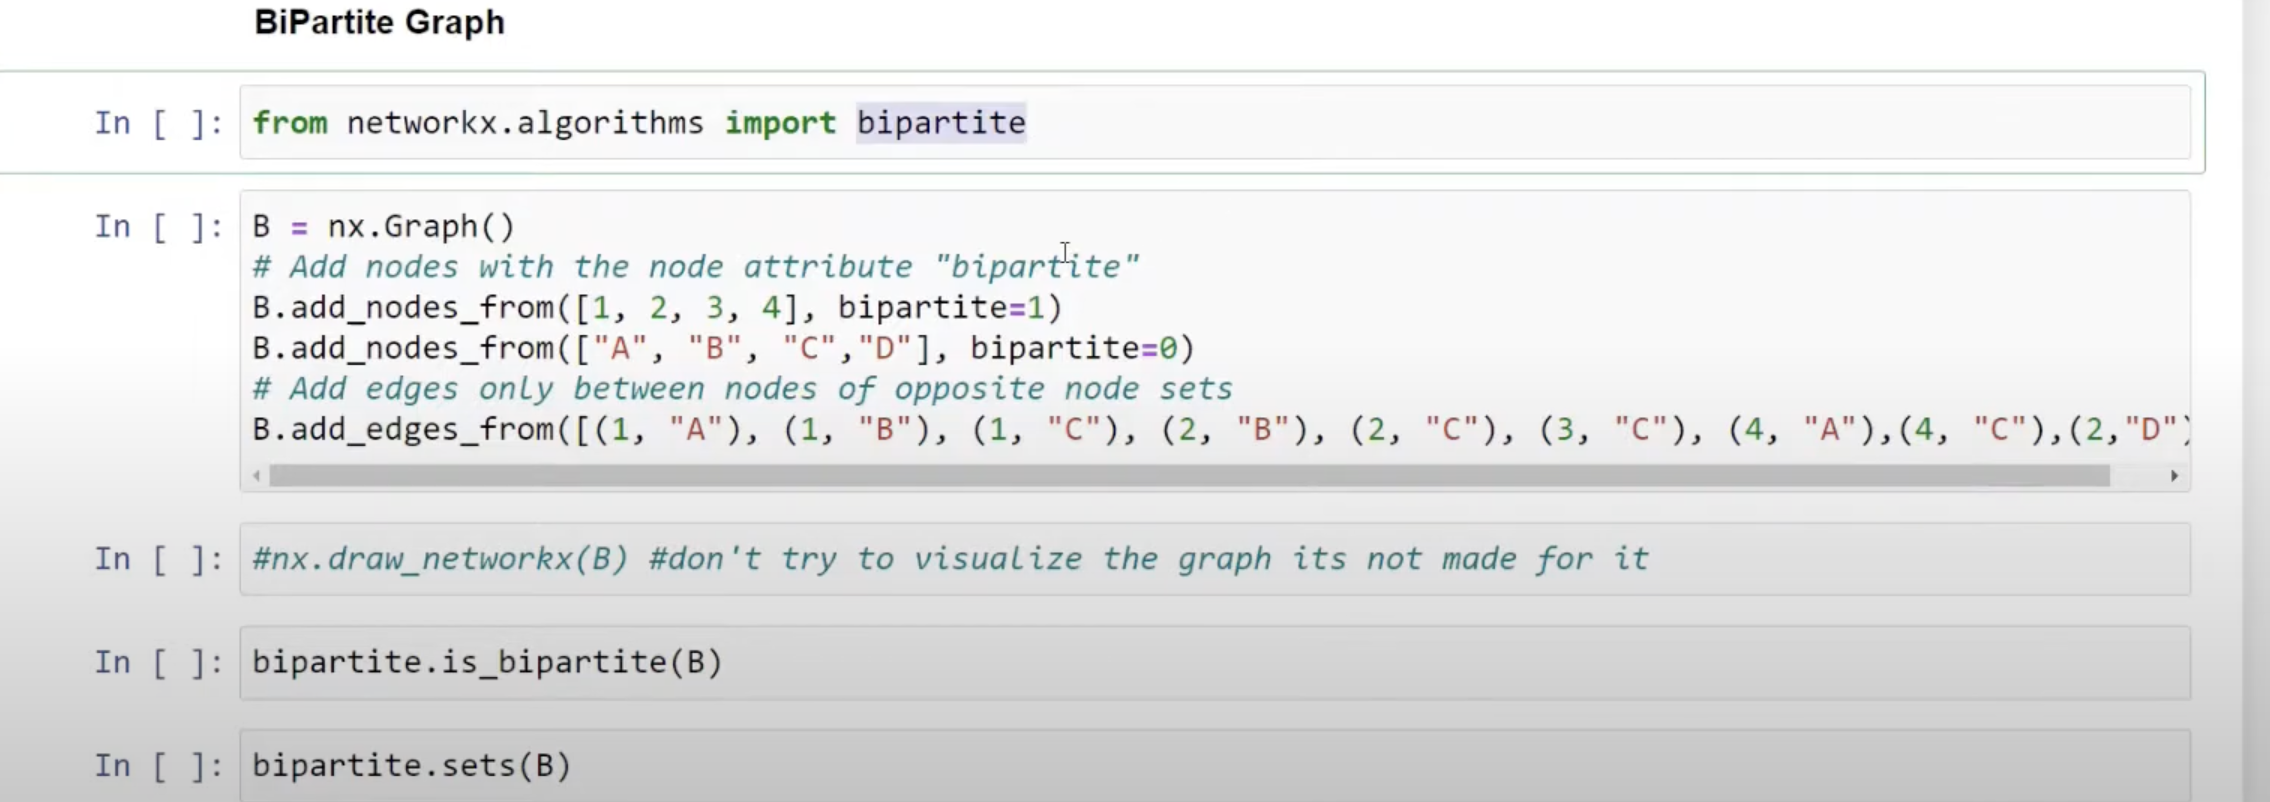 BiPartite Graph
In [ ]: from networkx.algorithms import bipartite
In [ ]: B = nx.Graph()
# Add nodes with the node attribute "bipartite"
B.add_nodes_from([1, 2, 3, 4], bipartite=1)
B.add_nodes_from(["A", "B", "C","D"], bipartite=0)
# Add edges only between nodes of opposite node sets
B.add_edges_from([(1, "A"), (1, "B"), (1, "C"), (2, "B"), (2, "C"), (3, "C"), (4, "A"),(4, "C"),(2,"D")
In [ ]: #nx.draw_networkx(B) #don't try to visualize the graph its not made for it
In [ ]: bipartite.is_bipartite(B)
In [ ]: bipartite.sets(B)